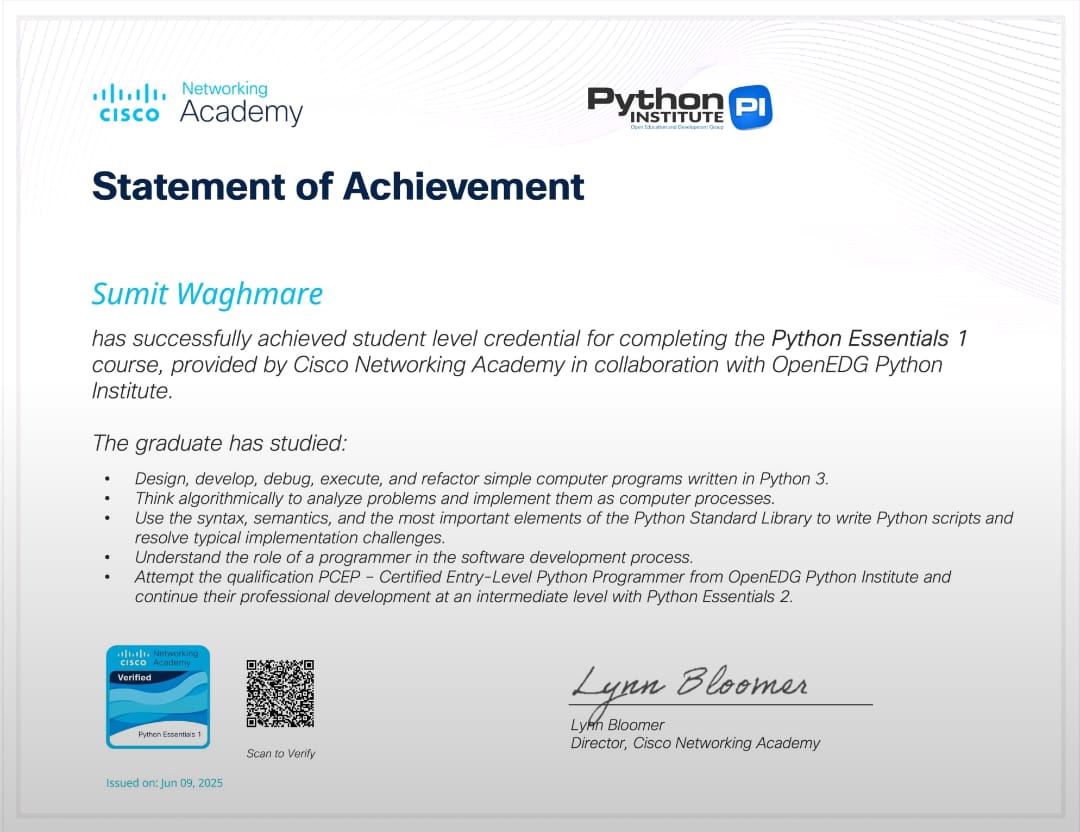 CISCO Networking Academy
Python INSTITUTE PI
Open Education and Development Group
Statement of Achievement
Sumit Waghmare
has successfully achieved student level credential for completing the Python Essentials 1
course, provided by Cisco Networking Academy in collaboration with OpenEDG Python
Institute.
The graduate has studied:
• Design, develop, debug, execute, and refactor simple computer programs written in Python 3.
• Think algorithmically to analyze problems and implement them as computer processes.
• Use the syntax, semantics, and the most important elements of the Python Standard Library to write Python scripts and
resolve typical implementation challenges.
• Understand the role of a programmer in the software development process.
• Attempt the qualification PCEP – Certified Entry-Level Python Programmer from OpenEDG Python Institute and
continue their professional development at an intermediate level with Python Essentials 2.
CISCO Networking Academy
Verified
Python Essentials 1
Scan to Verify
Issued on: Jun 09, 2025
Lynn Bloomer
Lynn Bloomer
Director, Cisco Networking Academy